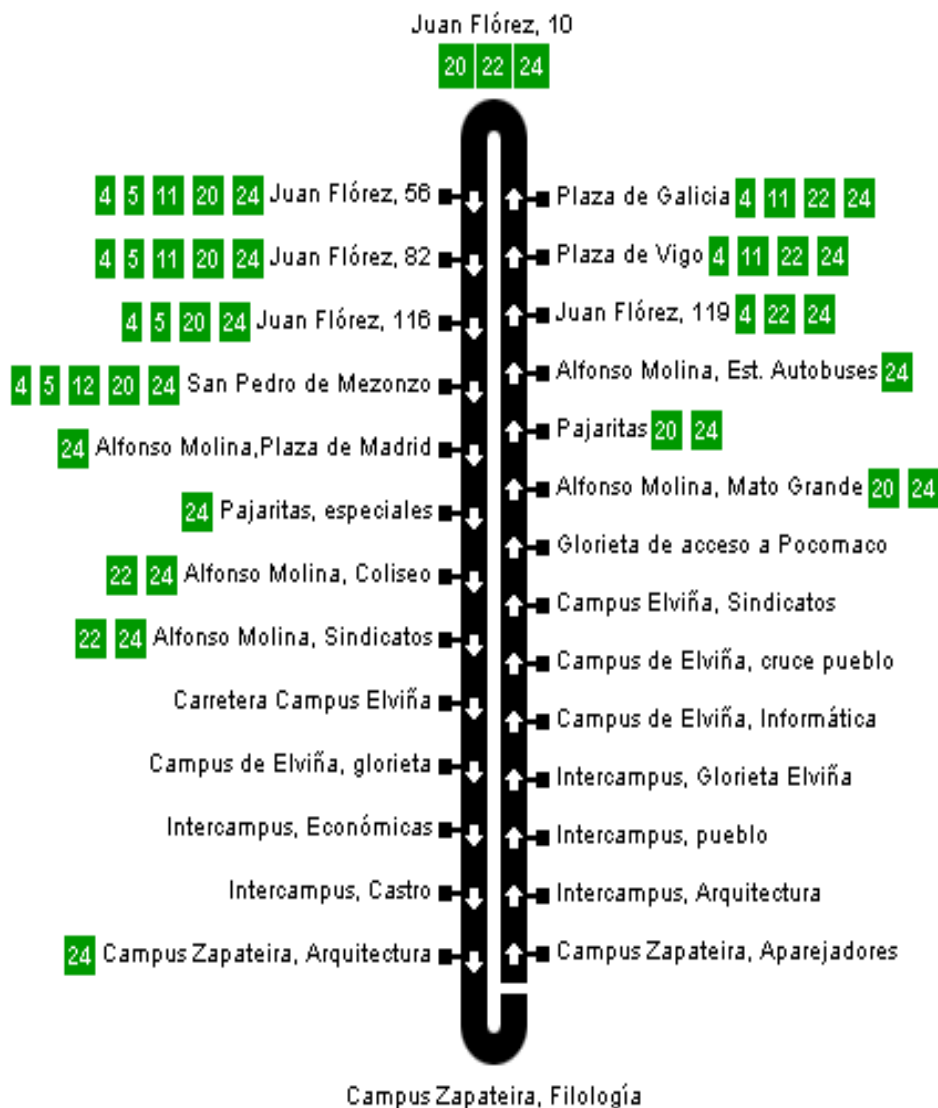 Juan Flórez, 10
20 22 24
4 5 11 20 24 Juan Flórez, 56
4 5 11 20 24 Juan Flórez, 82
4 5 20 24 Juan Flórez, 116
4 5 12 20 24 San Pedro de Mezonzo
24 Alfonso Molina,Plaza de Madrid
24 Pajaritas, especiales
22 24 Alfonso Molina, Coliseo
22 24 Alfonso Molina, Sindicatos
Carretera Campus Elviña
Campus de Elviña, glorieta
Intercampus, Económicas
Intercampus, Castro
24 Campus Zapateira, Arquitectura
Plaza de Galicia 4 11 22 24
Plaza de Vigo 4 11 22 24
Juan Flórez, 119 4 22 24
Alfonso Molina, Est. Autobuses 24
Pajaritas 20 24
Alfonso Molina, Mato Grande 20 24
Glorieta de acceso a Pocomaco
Campus Elviña, Sindicatos
Campus de Elviña, cruce pueblo
Campus de Elviña, Informática
Intercampus, Glorieta Elviña
Intercampus, pueblo
Intercampus, Arquitectura
Campus Zapateira, Aparejadores
Campus Zapateira, Filología